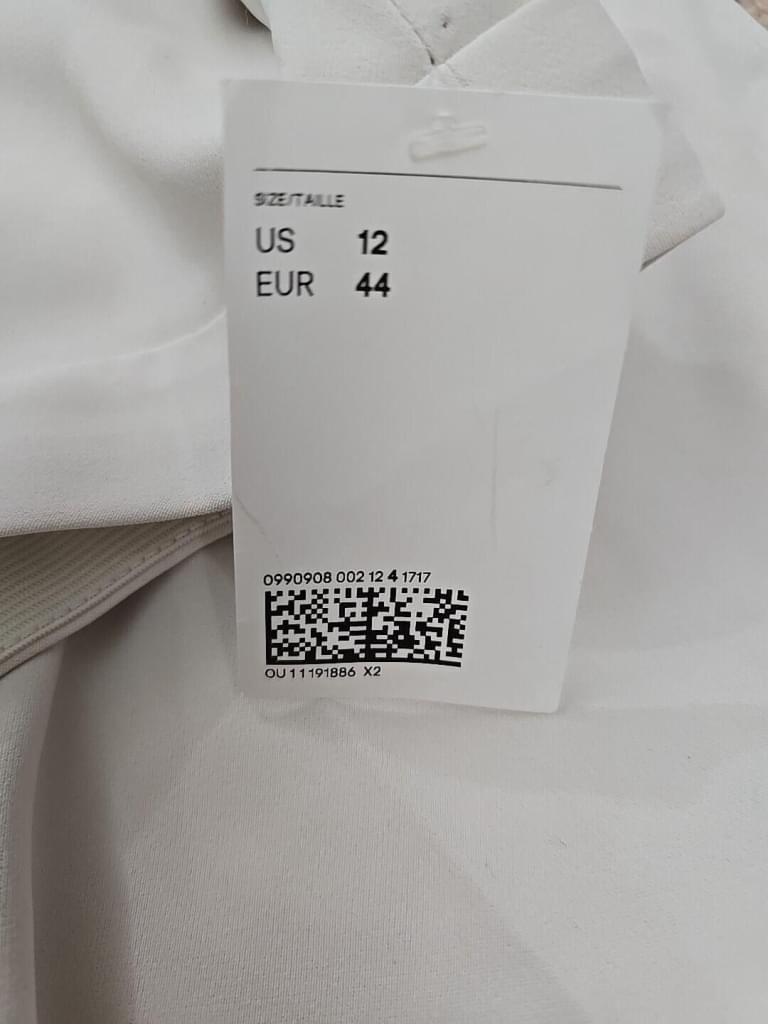 SIZE/TAILLE
US 12
EUR 44
0990908 002 12 4 1717
OU 11191886 X2